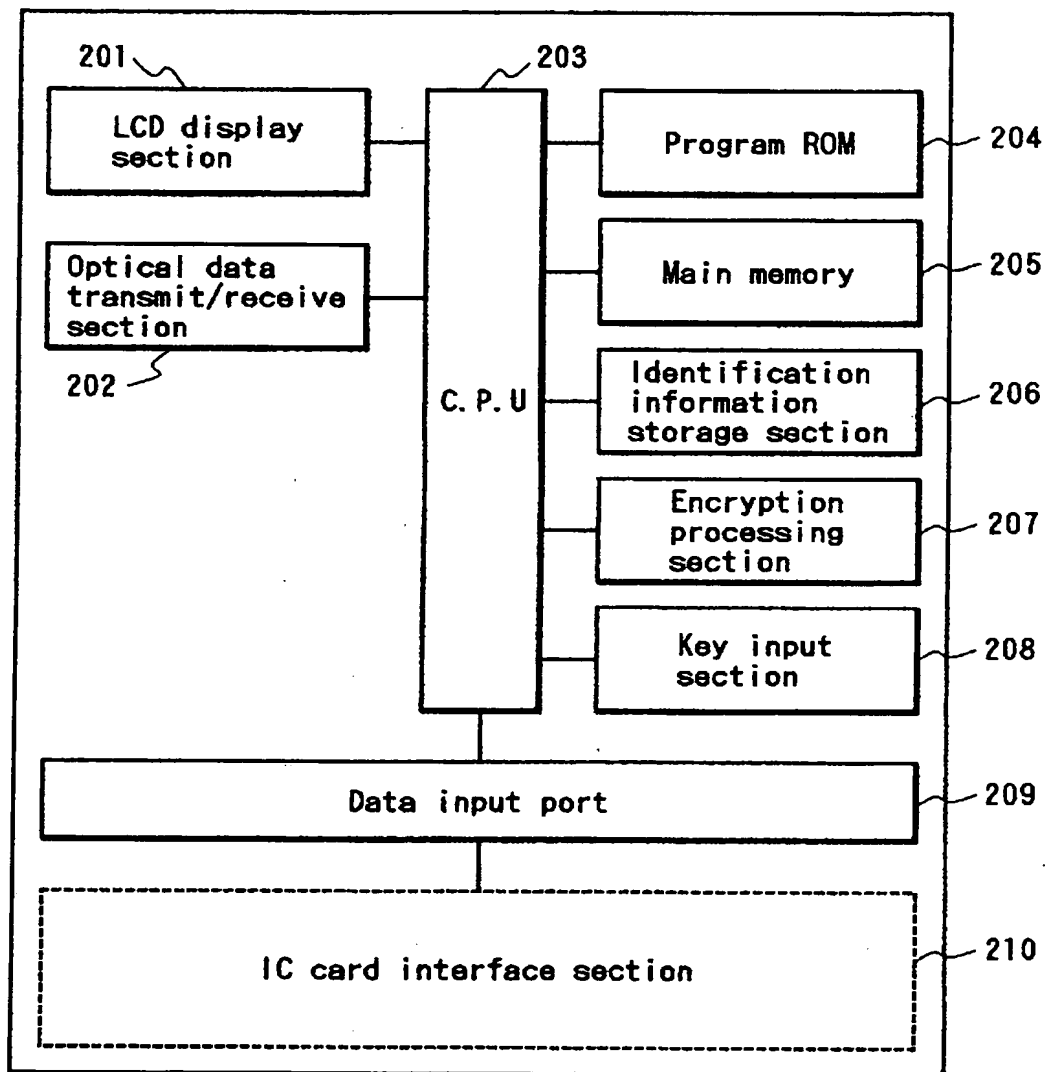 201
203
LCD display
section
Program ROM
204
Optical data
transmit/receive
section
202
Main memory
205
C.P.U
Identification
information
storage section
206
Encryption
processing
section
207
Key input
section
208
Data input port
209
IC card interface section
210